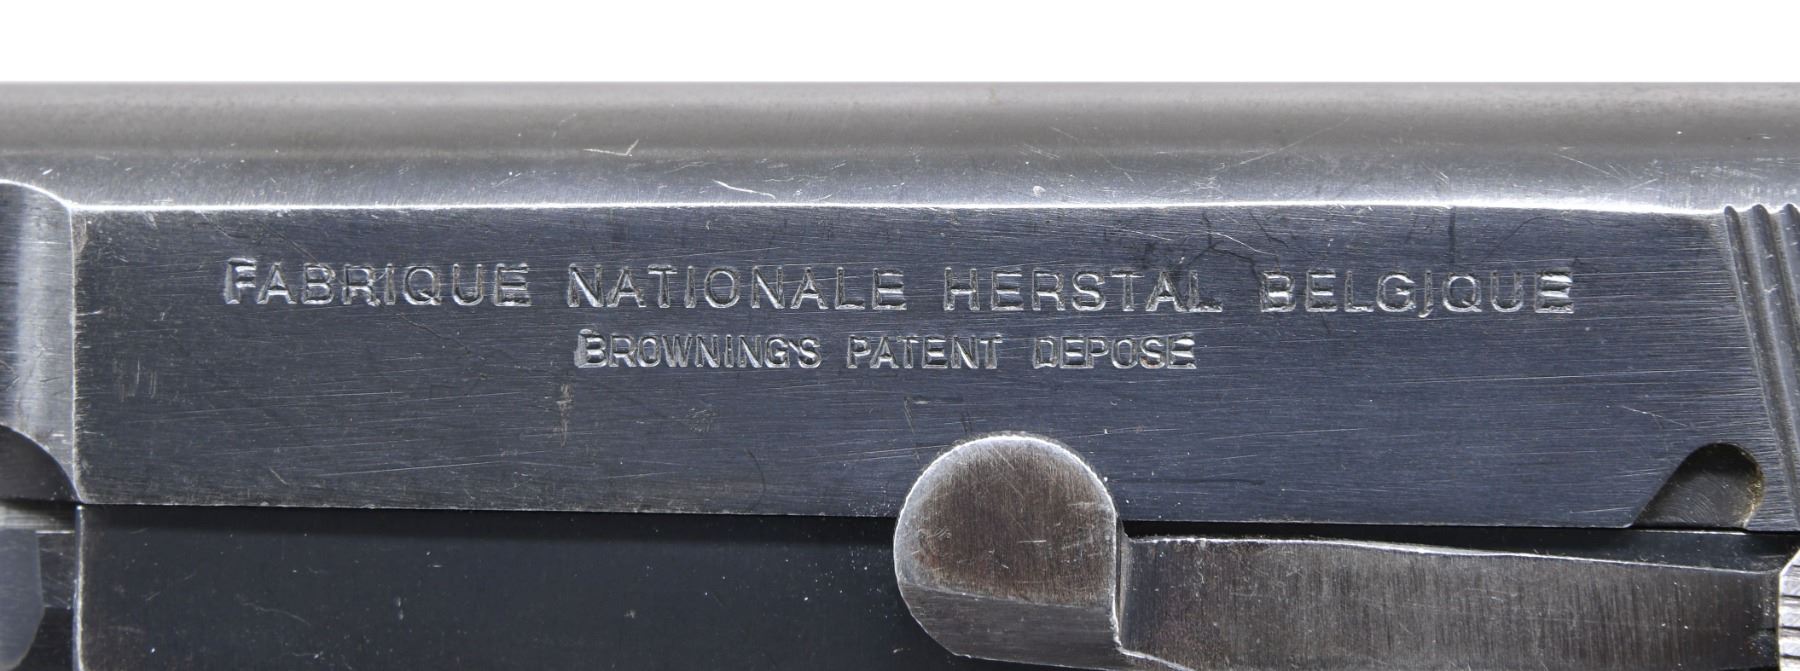 FABRIQUE NATIONALE HERSTAL BELGIQUE
BROWNING'S PATENT DEPOSE